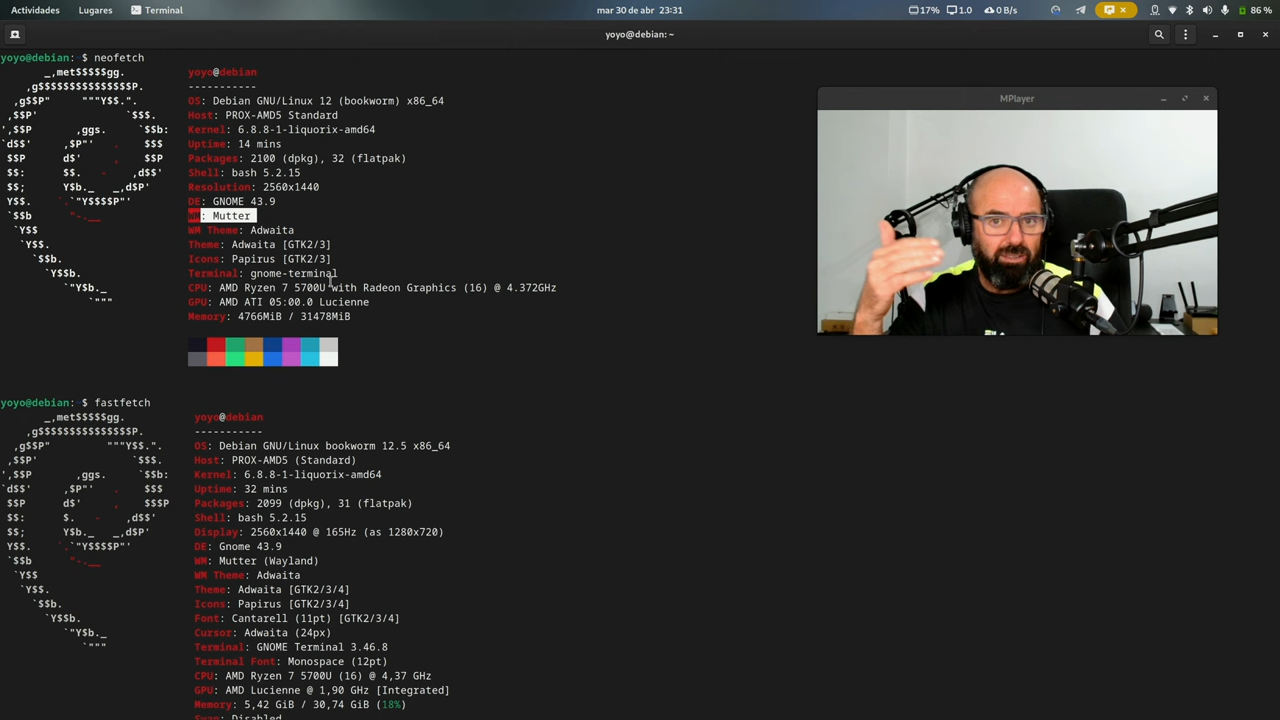 Actividades Lugares Terminal mar 30 de abr 23:31 17% 1.0 0 B/s 86 %
yoyo@debian: ~
yoyo@debian:~$ neofetch
_,met$$$$$gg. yoyo@debian
,g$$$$$$$$$$$$$$$P. -----------
,g$$P" """Y$$.". OS: Debian GNU/Linux 12 (bookworm) x86_64
,$$P' `$$$. Host: PROX-AMD5 Standard
',$$P ,ggs. `$$b: Kernel: 6.8.8-1-liquorix-amd64
`d$$' ,$P"' . $$$ Uptime: 14 mins
$$P d$' , $$P Packages: 2100 (dpkg), 32 (flatpak)
$$: $$. - ,d$$' Shell: bash 5.2.15
$$; Y$b._ _,d$P' Resolution: 2560x1440
Y$$. `.`"Y$$$$P"' DE: GNOME 43.9
`$$b "-.__ WM: Mutter
`Y$$ WM Theme: Adwaita
`Y$$. Theme: Adwaita [GTK2/3]
`$$b. Icons: Papirus [GTK2/3]
`Y$$b. Terminal: gnome-terminal
`"Y$b._ CPU: AMD Ryzen 7 5700U with Radeon Graphics (16) @ 4.372GHz
`""" GPU: AMD ATI 05:00.0 Lucienne
Memory: 4766MiB / 31478MiB
MPlayer
yoyo@debian:~$ fastfetch
_,met$$$$$gg. yoyo@debian
,g$$$$$$$$$$$$$$$P. -----------
,g$$P" """Y$$.". OS: Debian GNU/Linux bookworm 12.5 x86_64
,$$P' `$$$. Host: PROX-AMD5 (Standard)
',$$P ,ggs. `$$b: Kernel: 6.8.8-1-liquorix-amd64
`d$$' ,$P"' . $$$ Uptime: 32 mins
$$P d$' , $$$P Packages: 2099 (dpkg), 31 (flatpak)
$$: $. - ,d$$' Shell: bash 5.2.15
$$; Y$b._ _,d$P' Display: 2560x1440 @ 165Hz (as 1280x720)
Y$$. `.`"Y$$$$P"' DE: Gnome 43.9
`$$b "-.__ WM: Mutter (Wayland)
`Y$$ WM Theme: Adwaita
`Y$$. Theme: Adwaita [GTK2/3/4]
`$$b. Icons: Papirus [GTK2/3/4]
`Y$$b. Font: Cantarell (11pt) [GTK2/3/4]
`"Y$b._ Cursor: Adwaita (24px)
`""" Terminal: GNOME Terminal 3.46.8
Terminal Font: Monospace (12pt)
CPU: AMD Ryzen 7 5700U (16) @ 4,37 GHz
GPU: AMD Lucienne @ 1,90 GHz [Integrated]
Memory: 5,42 GiB / 30,74 GiB (18%)
Swap: Disabled